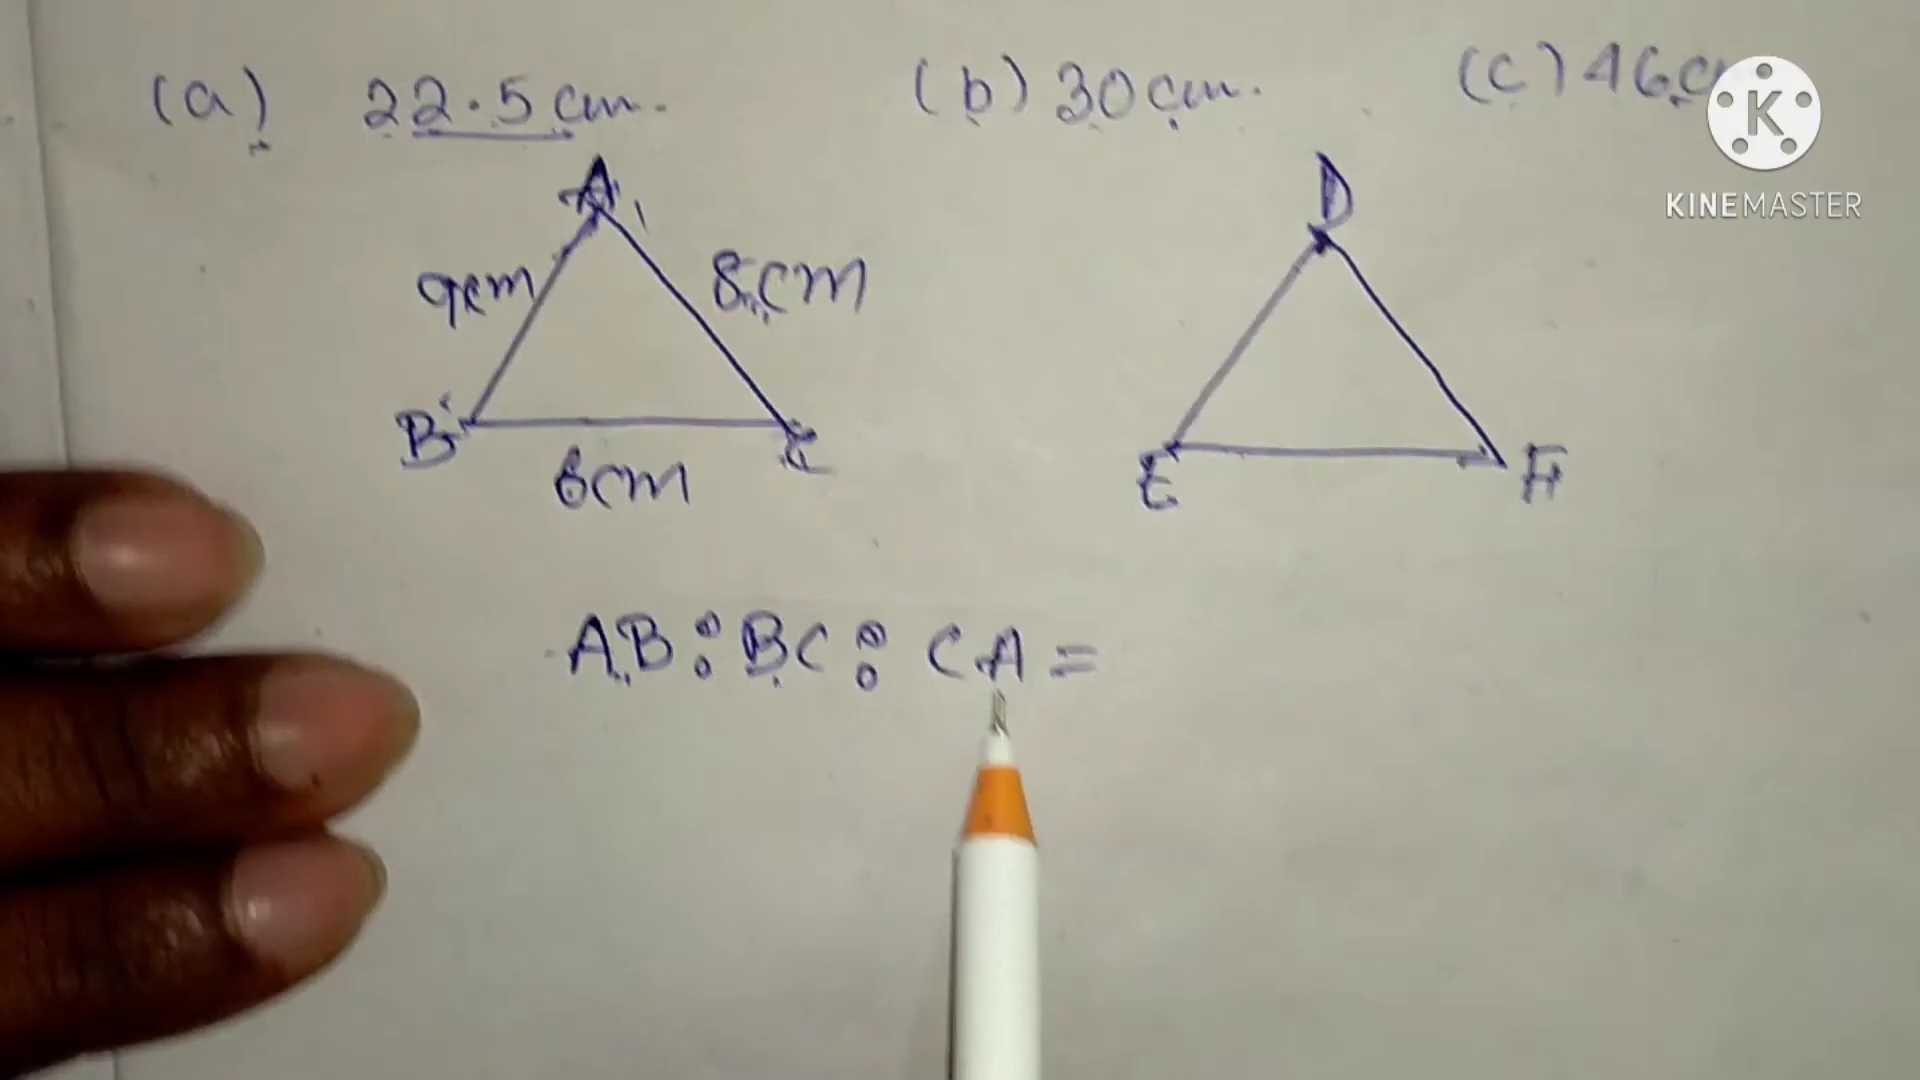 (a) 22.5 cm. (b) 30 cm. (c) 46
KINEMASTER
A D
9cm 8cm
B C E F
6cm
AB : BC : CA =